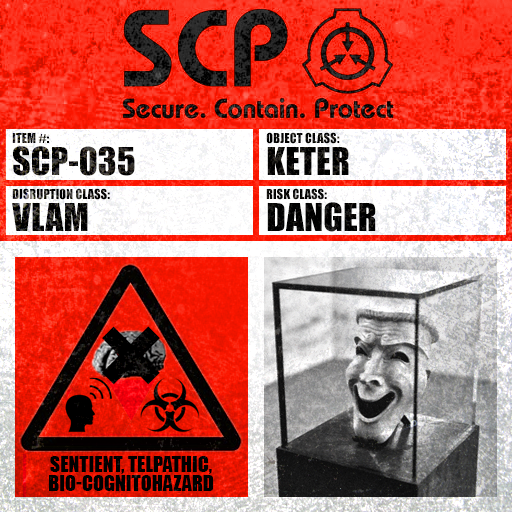 SCP
Secure. Contain. Protect
ITEM #:
SCP-035
OBJECT CLASS:
KETER
DISRUPTION CLASS:
VLAM
RISK CLASS:
DANGER
SENTIENT, TELPATHIC,
BIO-COGNITOHAZARD